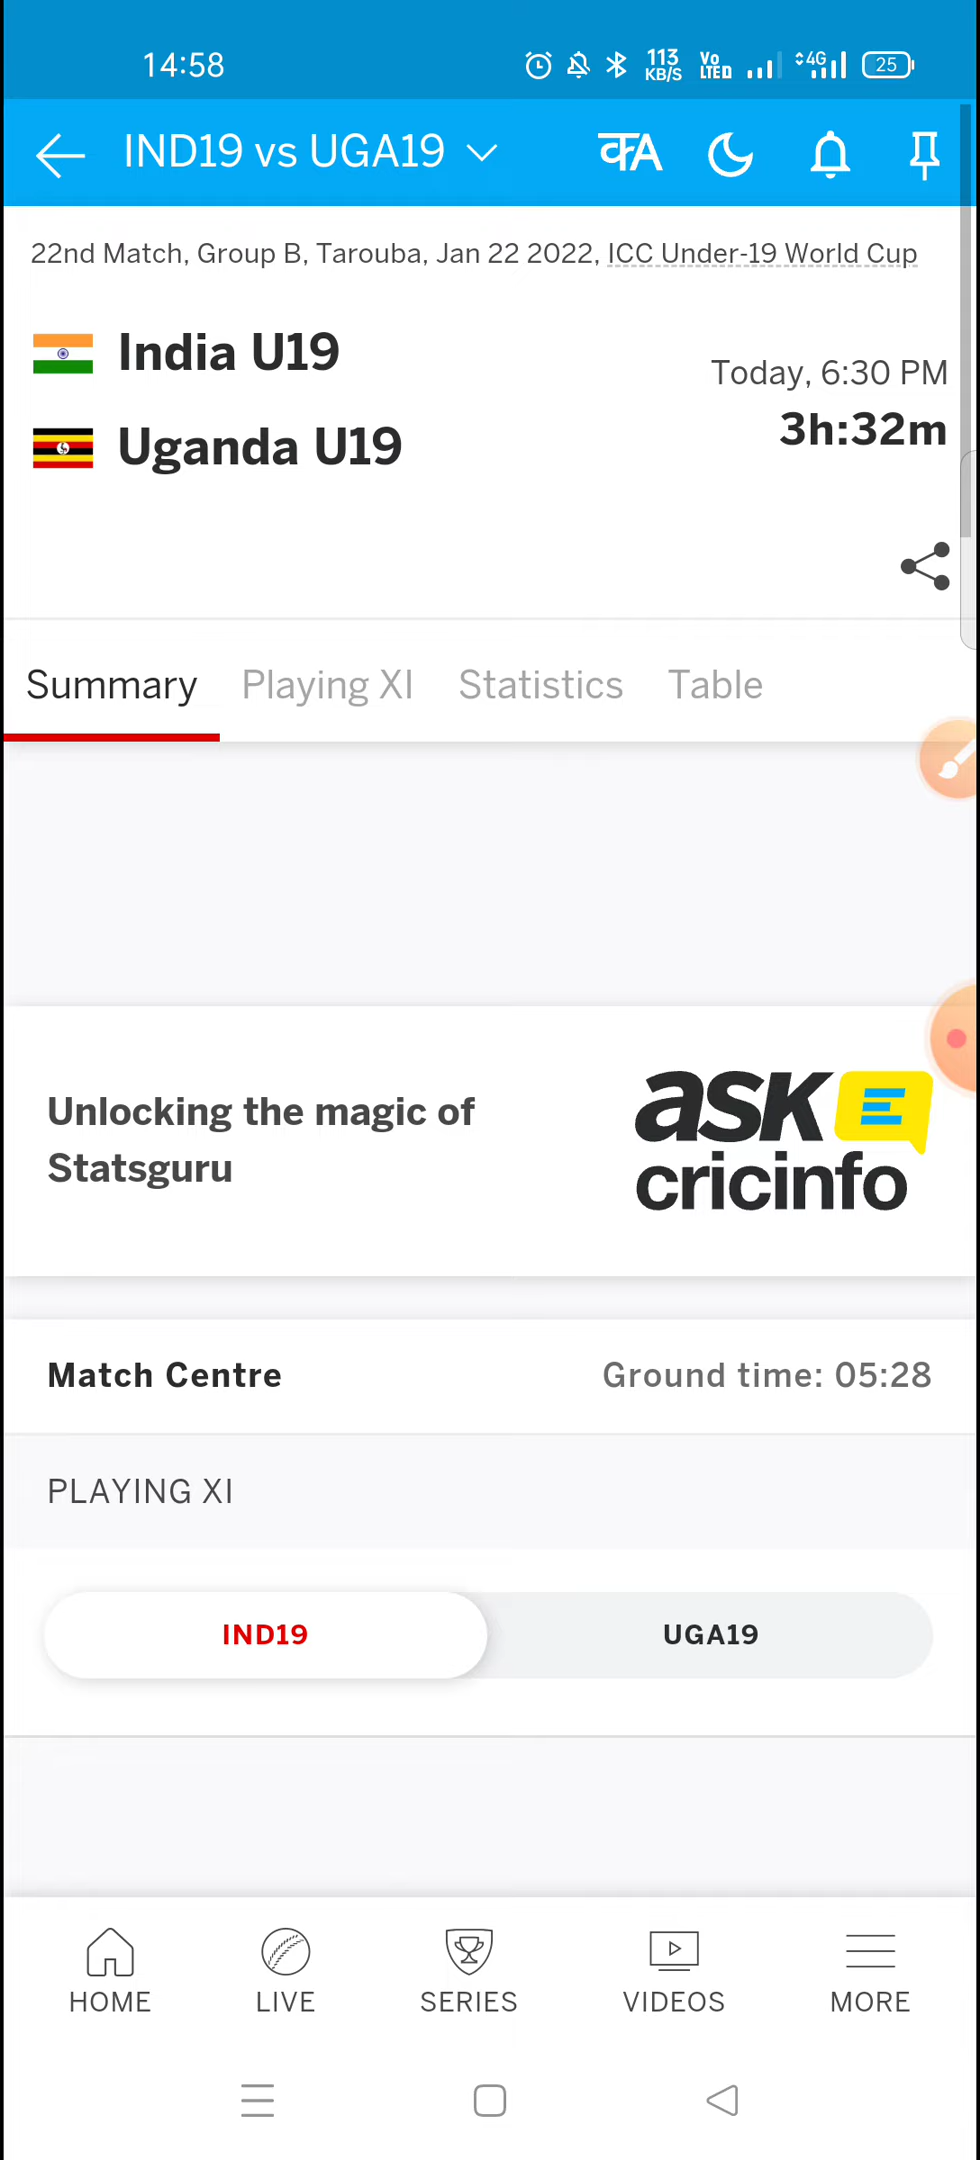 14:58 113 KB/S Vo LTED 4G 25
IND19 vs UGA19 कA
22nd Match, Group B, Tarouba, Jan 22 2022, ICC Under-19 World Cup
India U19
Today, 6:30 PM
3h:32m
Uganda U19
Summary Playing XI Statistics Table
Unlocking the magic of
Statsguru
ask
cricinfo
Match Centre Ground time: 05:28
PLAYING XI
IND19 UGA19
HOME LIVE SERIES VIDEOS MORE